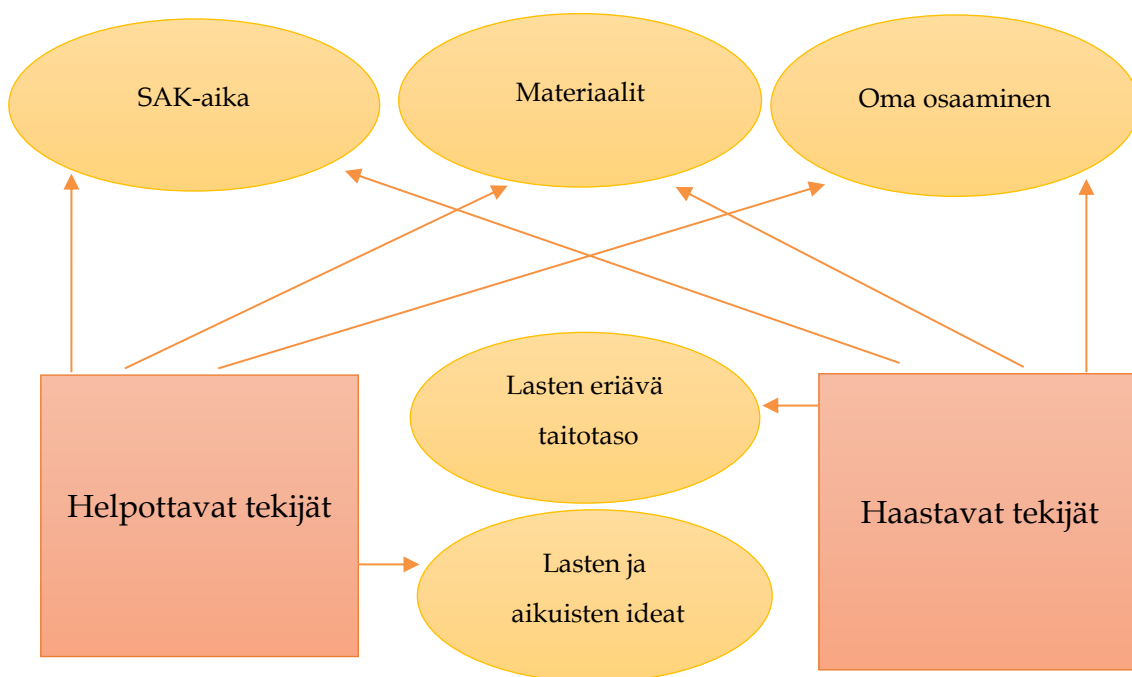 SAK-aika
Materiaalit
Oma osaaminen
Lasten eriävä
taitotaso
Helpottavat tekijät
Haastavat tekijät
Lasten ja
aikuisten ideat